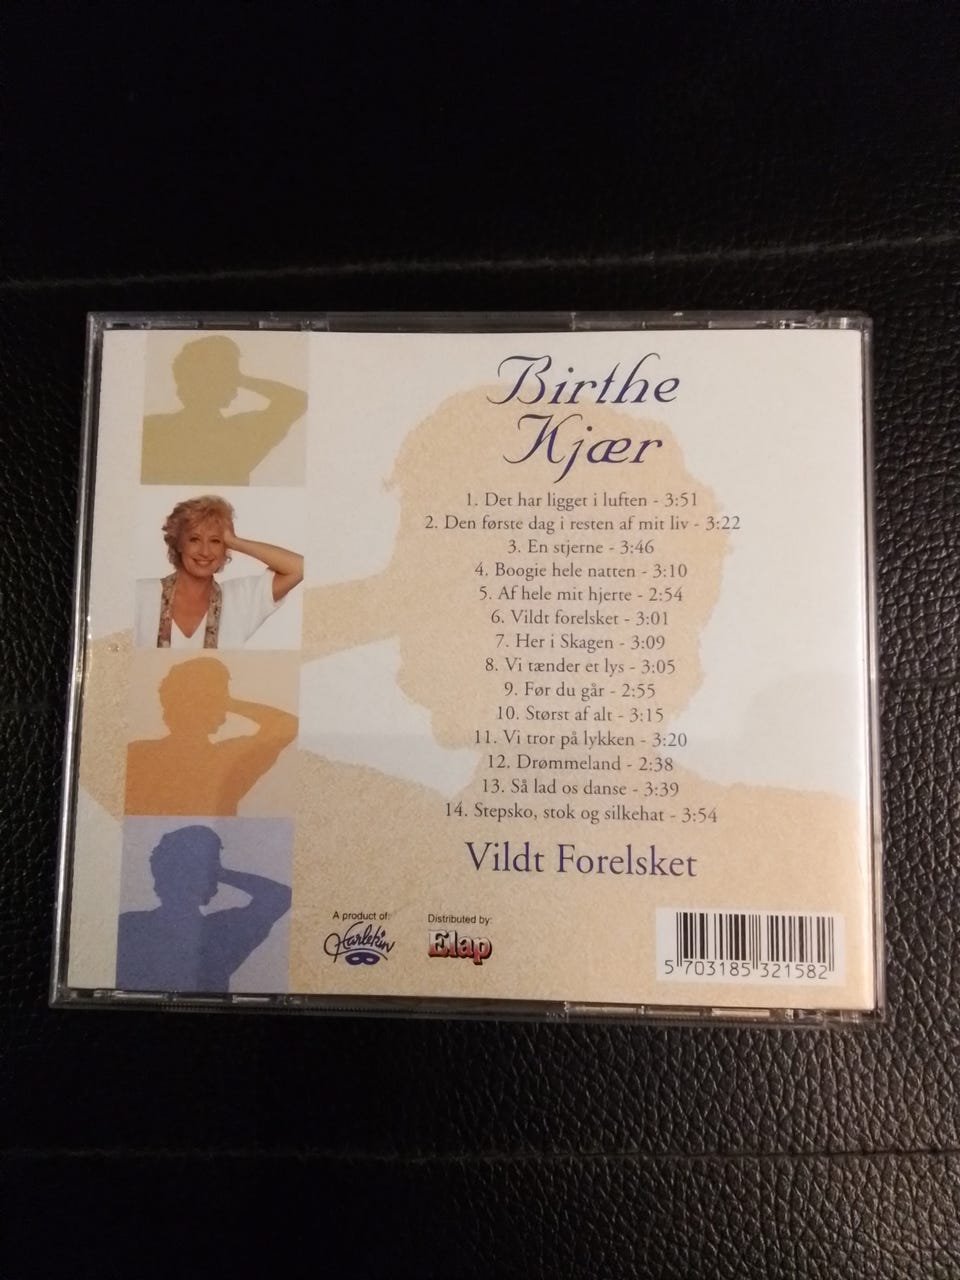 Birthe
Kjær
1. Det har ligget i luften - 3:51
2. Den første dag i resten af mit liv - 3:22
3. En stjerne - 3:46
4. Boogie hele natten - 3:10
5. Af hele mit hjerte - 2:54
6. Vildt forelsket - 3:01
7. Her i Skagen - 3:09
8. Vi tænder et lys - 3:05
9. Før du går - 2:55
10. Størst af alt - 3:15
11. Vi tror på lykken - 3:20
12. Drømmeland - 2:38
13. Så lad os danse - 3:39
14. Stepsko, stok og silkehat - 3:54
Vildt Forelsket
A product of:
Harlekin
Distributed by:
Elap
5 703185 321582